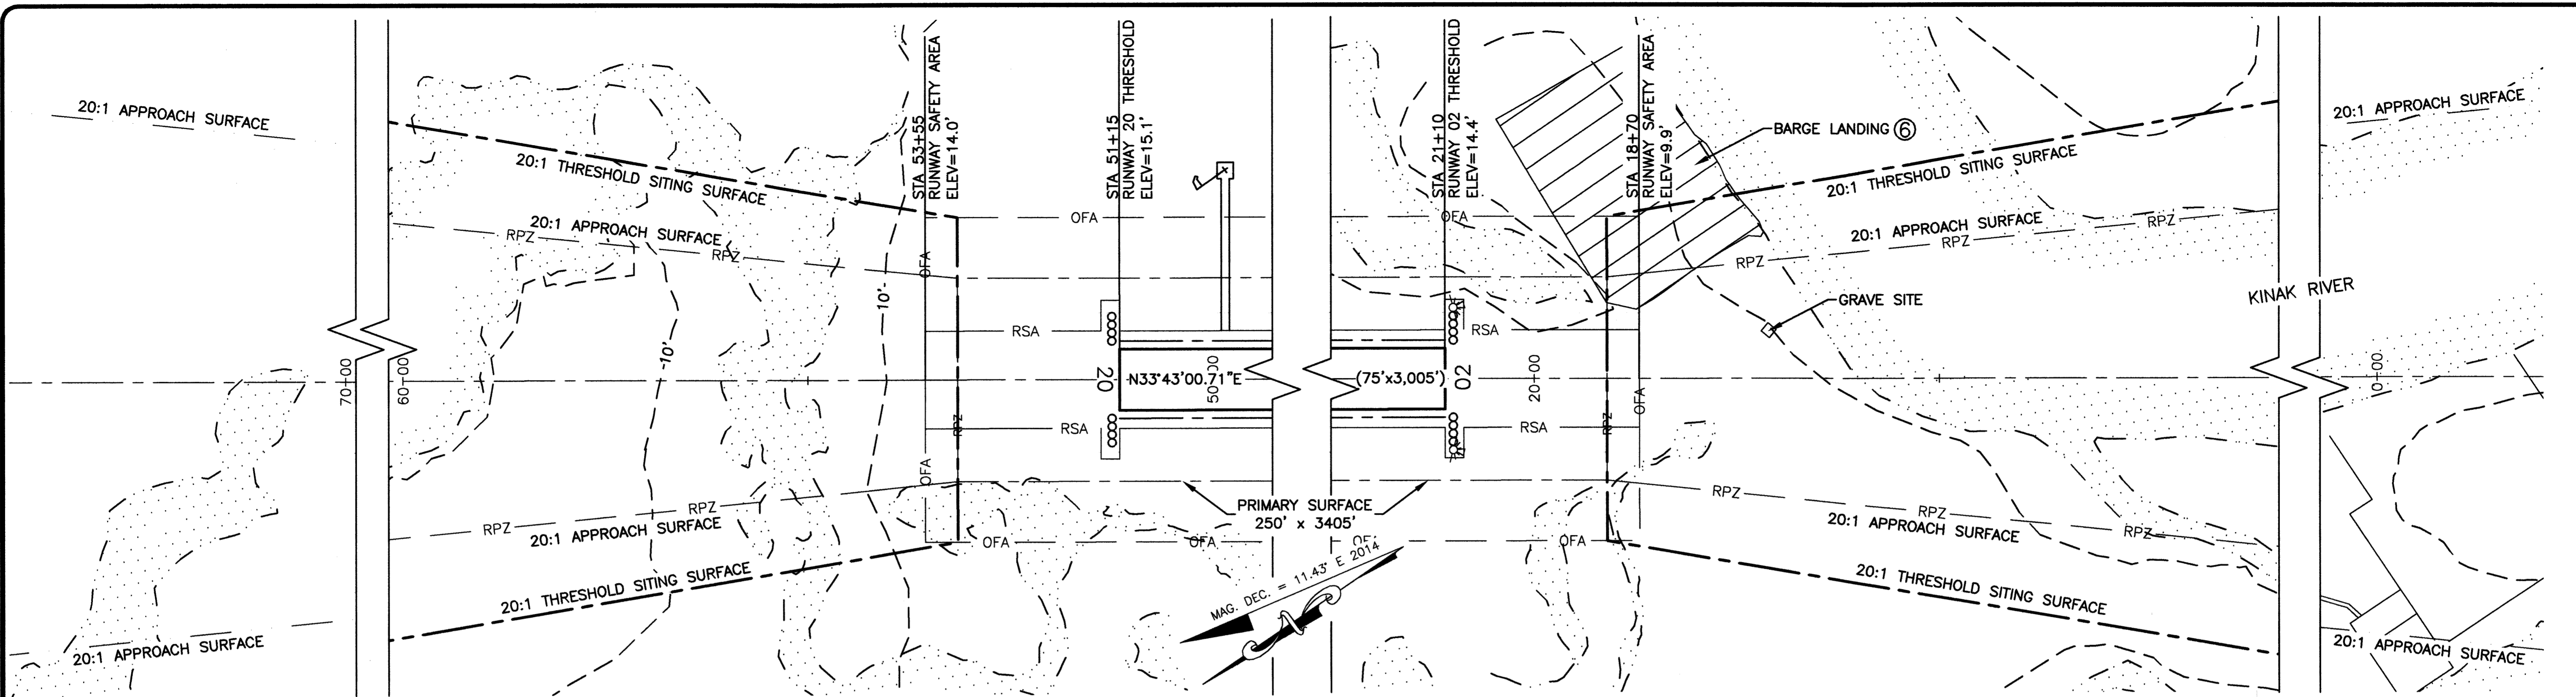 20:1 APPROACH SURFACE
20:1 THRESHOLD SITING SURFACE
20:1 APPROACH SURFACE
RPZ
RPZ
STA 53+55
RUNWAY SAFETY AREA
ELEV=14.0'
STA 51+15
RUNWAY 20 THRESHOLD
ELEV=15.1'
OFA
STA 21+10
RUNWAY 02 THRESHOLD
ELEV=14.4'
OFA
STA 18+70
RUNWAY SAFETY AREA
ELEV=9.9'
BARGE LANDING 6
20:1 THRESHOLD SITING SURFACE
20:1 APPROACH SURFACE
RPZ
RPZ
RPZ
20:1 APPROACH SURFACE
KINAK RIVER
GRAVE SITE
OFA
10'
10'
RSA
RSA
70+00
60+00
20
N33°43'00.71"E
50+00
(75'x3,005')
02
20+00
0+00
RPZ
RPZ
OFA
OFA
RSA
RSA
RPZ
RPZ
20:1 APPROACH SURFACE
20:1 THRESHOLD SITING SURFACE
20:1 APPROACH SURFACE
OFA
OFA
PRIMARY SURFACE
250' x 3405'
OFA
MAG. DEC. = 11.43° E 2014
N
RPZ
RPZ
RPZ
20:1 APPROACH SURFACE
20:1 THRESHOLD SITING SURFACE
20:1 APPROACH SURFACE